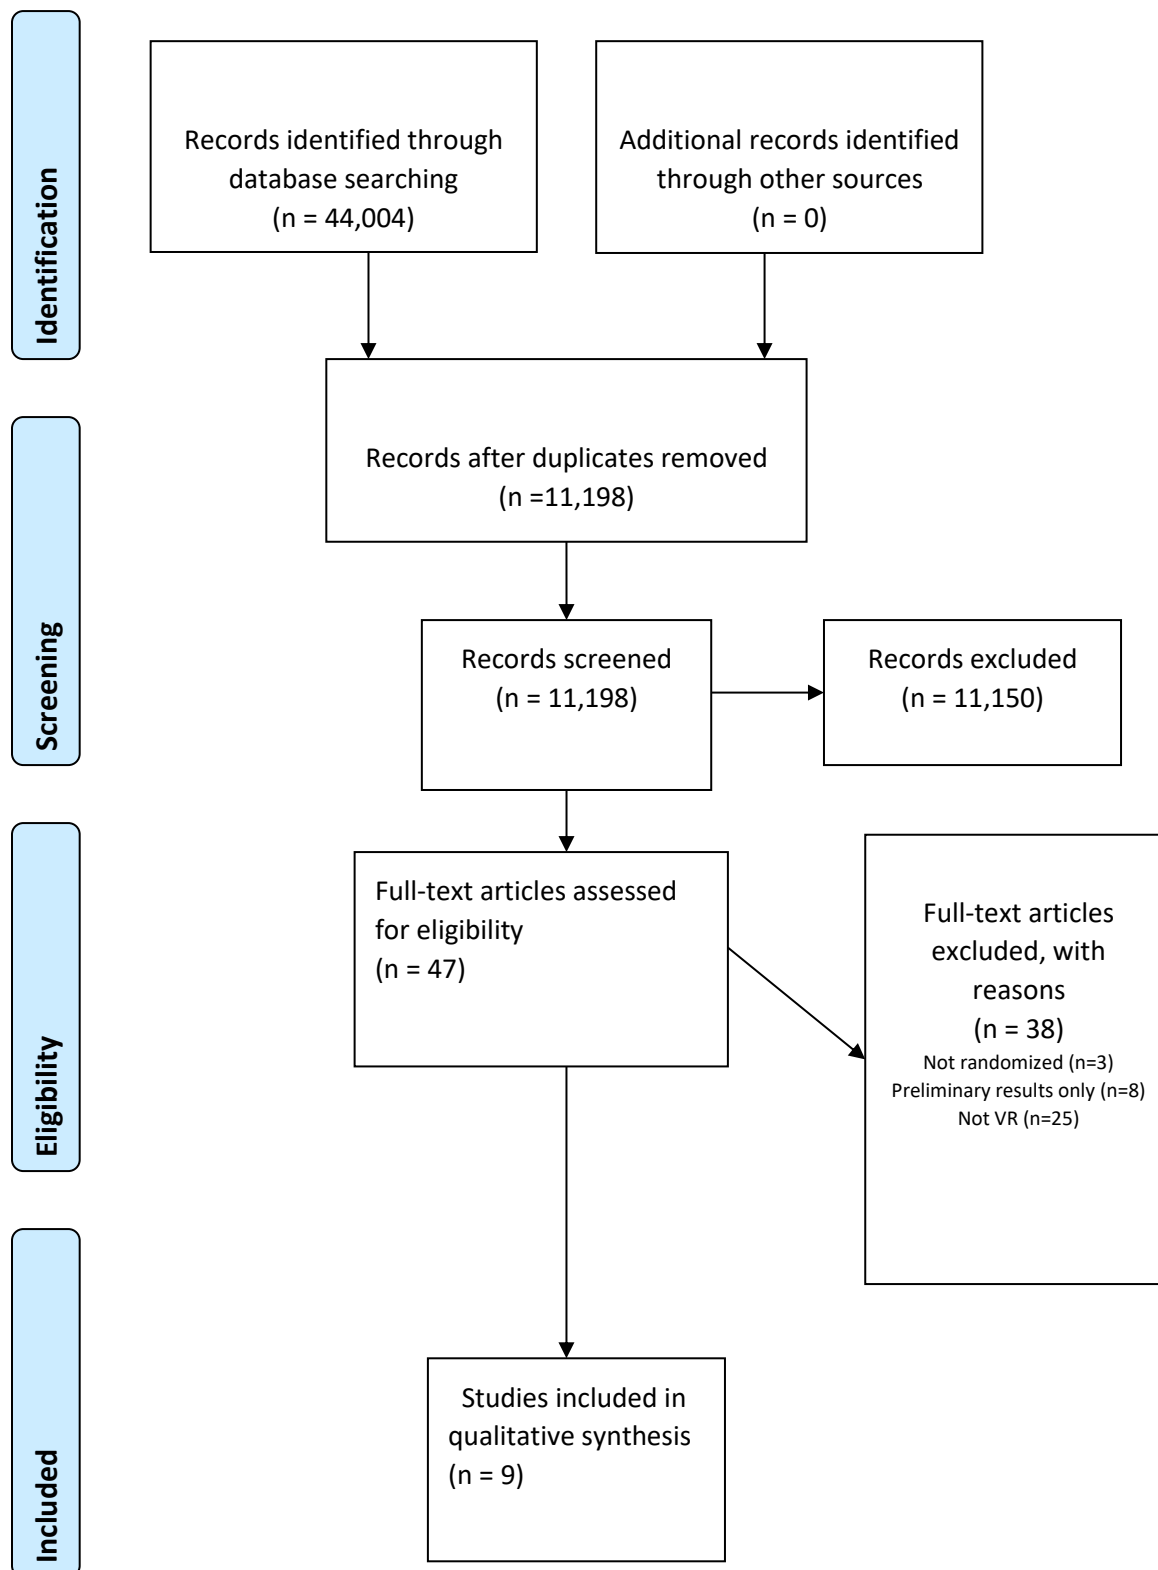 Identification
Records identified through
database searching
(n = 44,004)
Additional records identified
through other sources
(n = 0)
Records after duplicates removed
(n =11,198)
Screening
Records screened
(n = 11,198)
Records excluded
(n = 11,150)
Eligibility
Full-text articles assessed
for eligibility
(n = 47)
Full-text articles
excluded, with
reasons
(n = 38)
Not randomized (n=3)
Preliminary results only (n=8)
Not VR (n=25)
Included
Studies included in
qualitative synthesis
(n = 9)